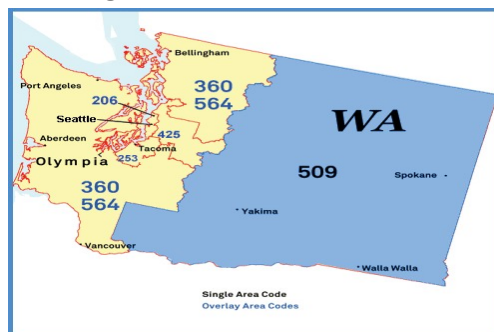 Bellingham
Port Angeles
360
564
206
Seattle
WA
425
Aberdeen
Tacoma
Olympia
253
509
Spokane
360
564
Yakima
Vancouver
Walla Walla
Single Area Code
Overlay Area Codes